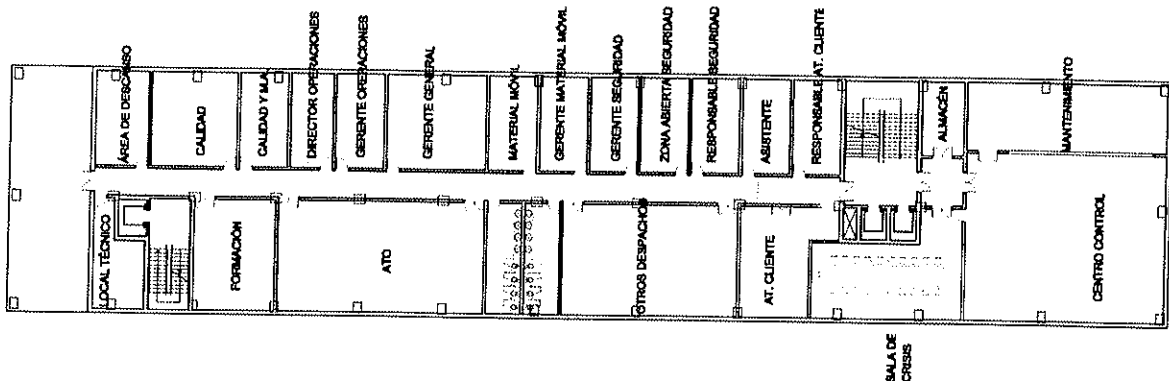 ÁREA DE DESCANSO
CALIDAD
CALIDAD Y M.A.
DIRECTOR OPERACIONES
GERENTE OPERACIONES
GERENTE GENERAL
MATERIAL MÓVIL
GERENTE MATERIAL MÓVIL
GERENTE SEGURIDAD
ZONA ABIERTA SEGURIDAD
RESPONSABLE SEGURIDAD
ASISTENTE
RESPONSABLE AT. CLIENTE
ALMACÉN
MANTENIMIENTO
LOCAL TÉCNICO
FORMACIÓN
ATO
OTROS DESPACHOS
AT. CLIENTE
SALA DE
CRISIS
CENTRO CONTROL